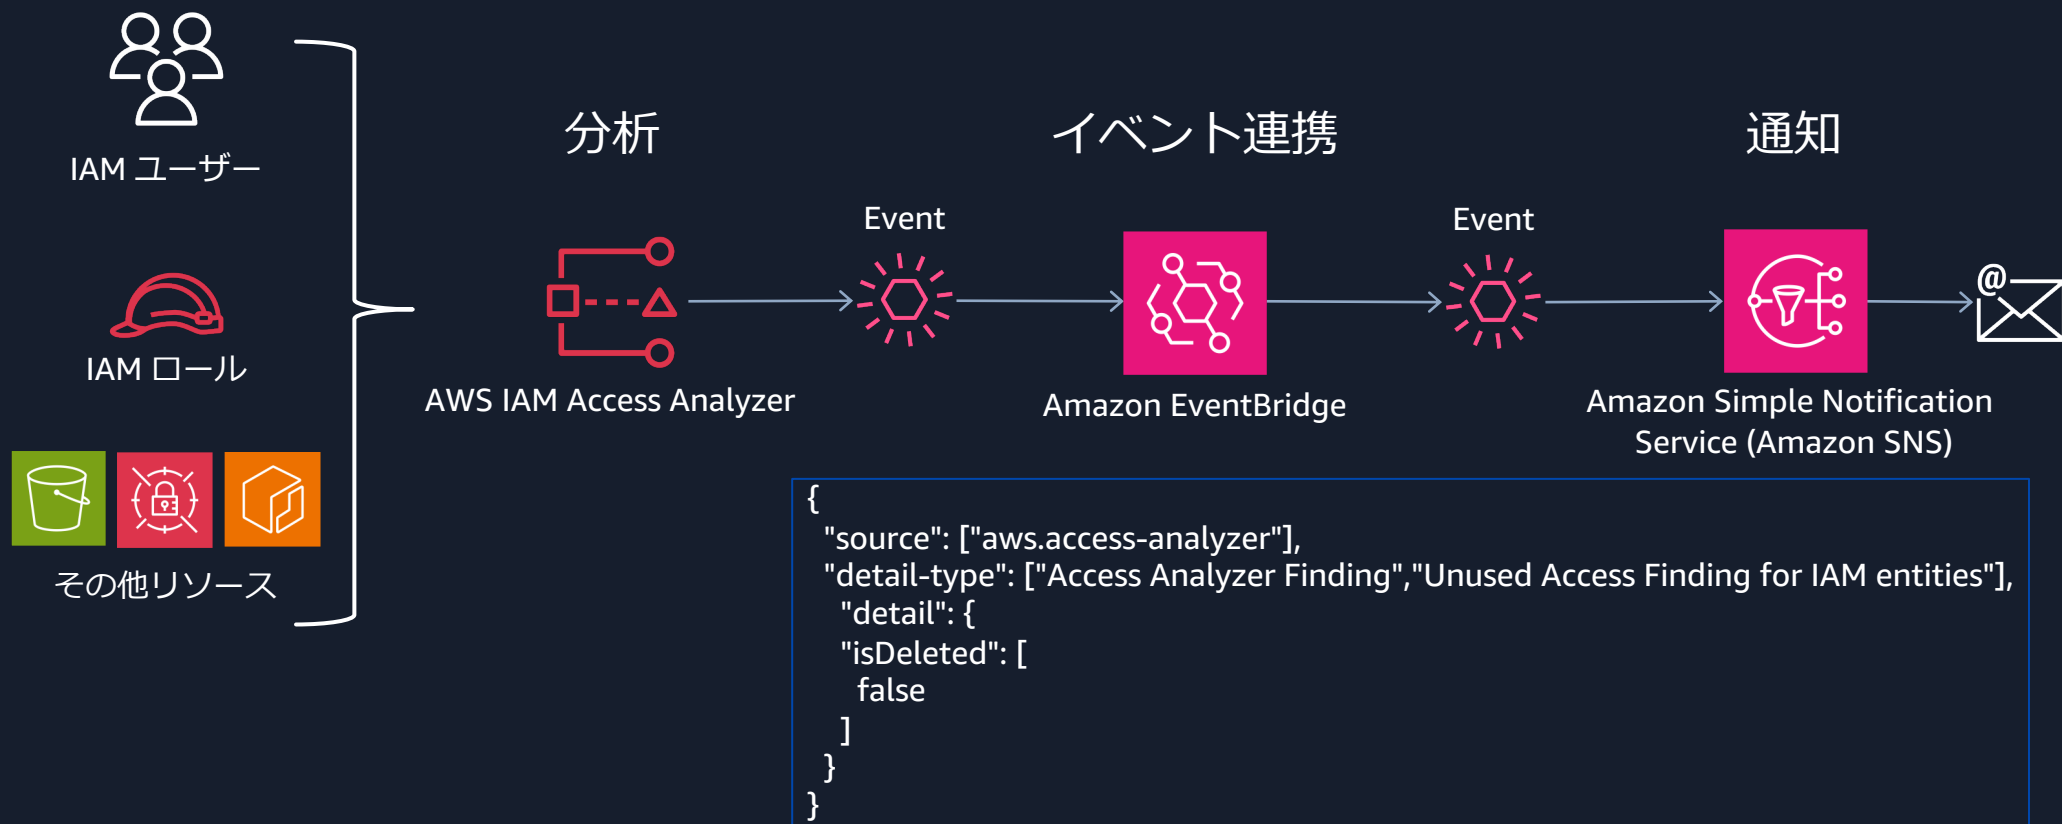 IAM ユーザー
IAM ロール
その他リソース
分析
AWS IAM Access Analyzer
Event
イベント連携
Amazon EventBridge
Event
通知
Amazon Simple Notification
Service (Amazon SNS)
@
{
"source": ["aws.access-analyzer"],
"detail-type": ["Access Analyzer Finding","Unused Access Finding for IAM entities"],
"detail": {
"isDeleted": [
false
]
}
}